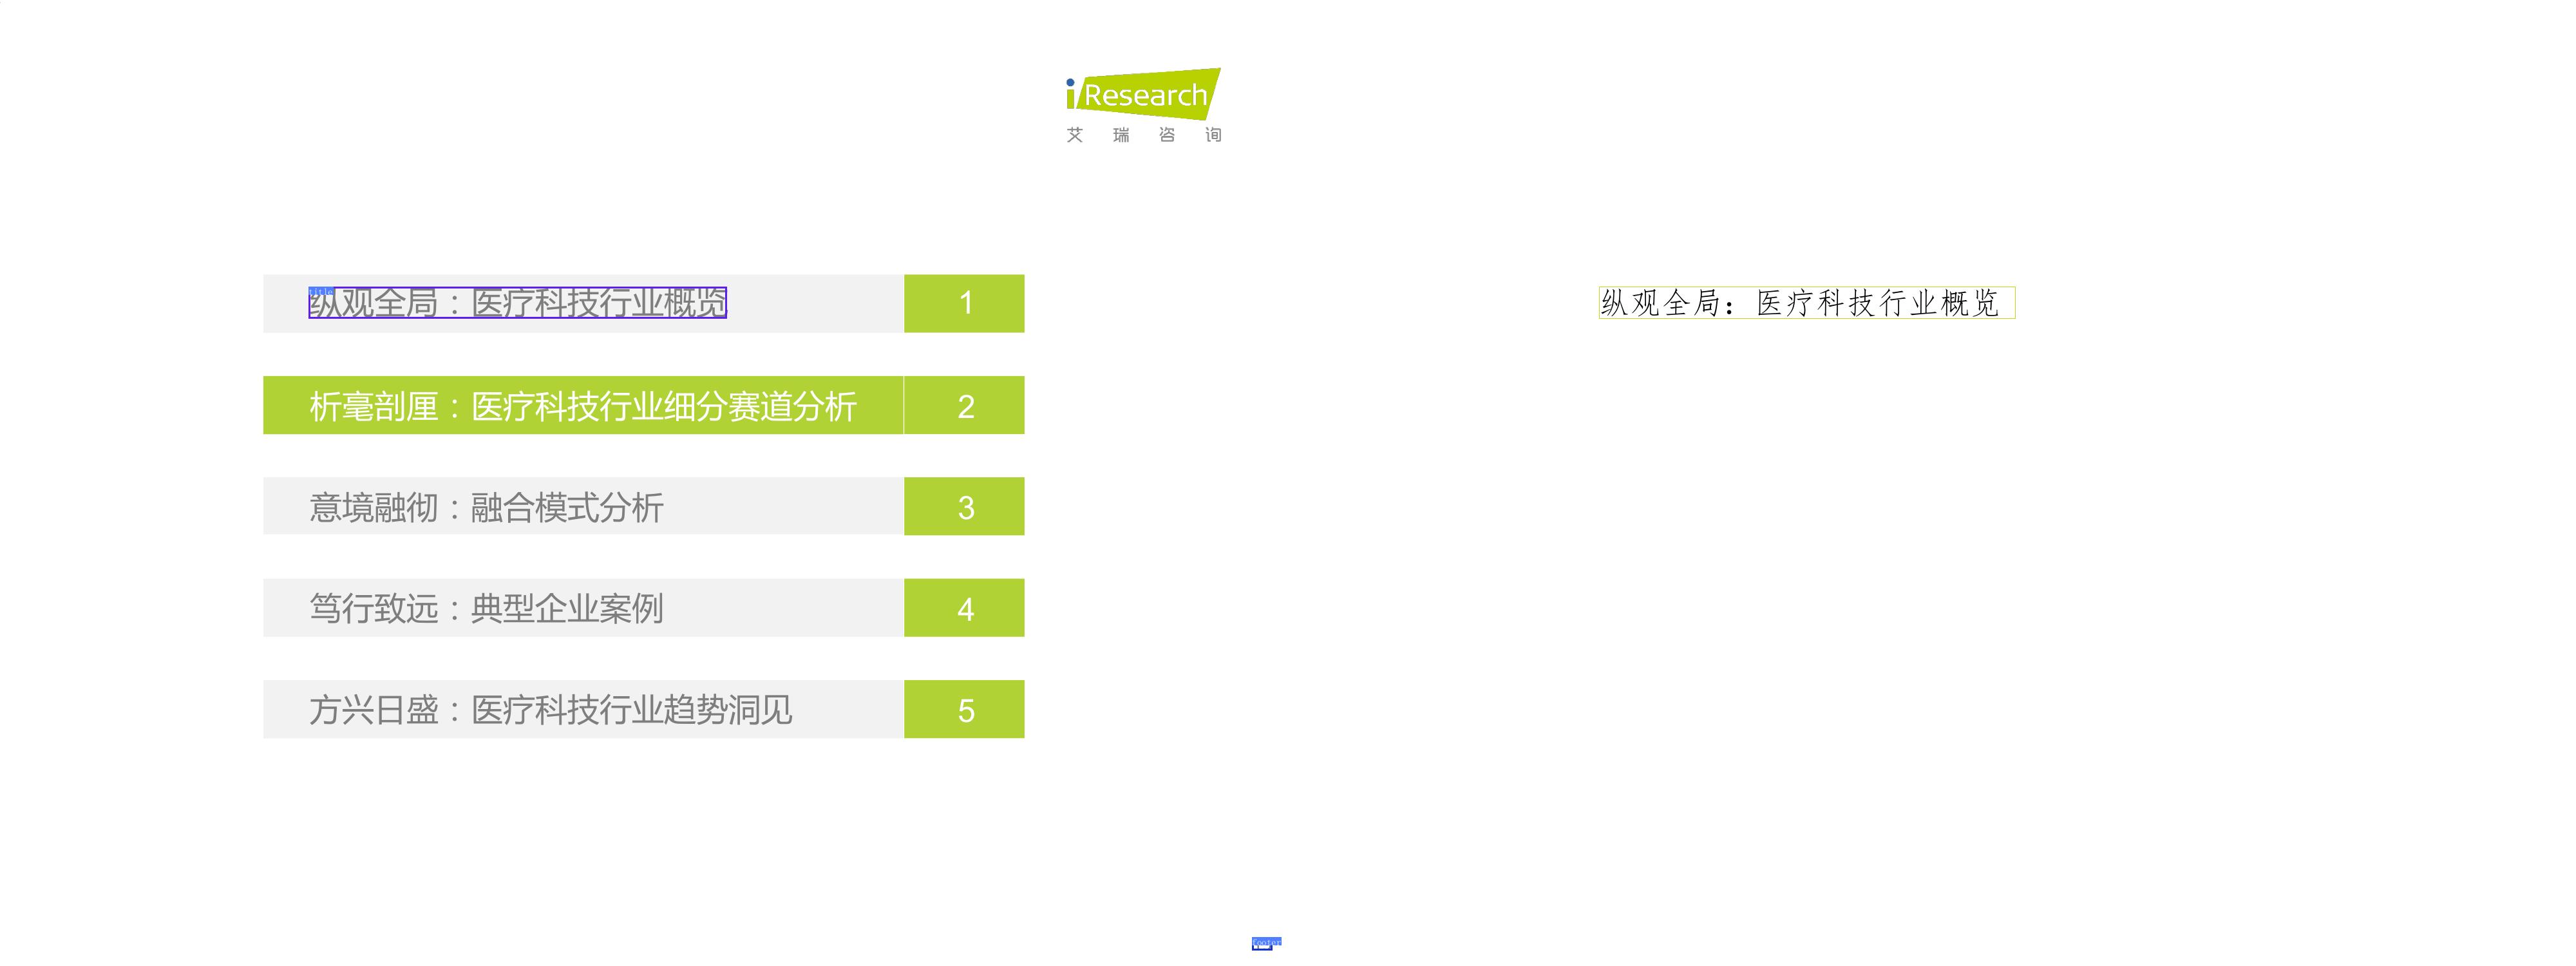 iResearch
艾瑞咨询
title
纵观全局：医疗科技行业概览 1
纵观全局：医疗科技行业概览
析毫剖厘：医疗科技行业细分赛道分析 2
意境融彻：融合模式分析 3
笃行致远：典型企业案例 4
方兴日盛：医疗科技行业趋势洞见 5
footer